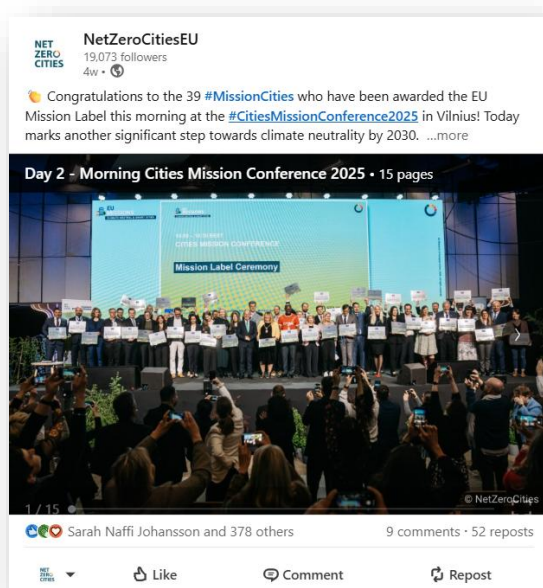 NET
ZERO
CITIES
NetZeroCitiesEU
19,073 followers
4w •
👏 Congratulations to the 39 #MissionCities who have been awarded the EU
Mission Label this morning at the #CitiesMissionConference2025 in Vilnius! Today
marks another significant step towards climate neutrality by 2030. ...more
Day 2 - Morning Cities Mission Conference 2025 • 15 pages
CITIES MISSION CONFERENCE
Mission Label Ceremony
1 / 15
© NetZeroCities
Sarah Naffi Johansson and 378 others
9 comments · 52 reposts
NET
ZERO
CITIES
Like
Comment
Repost